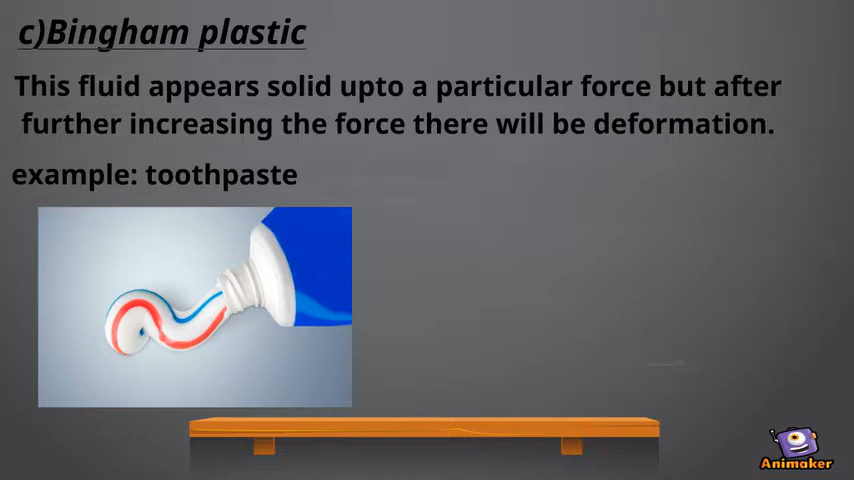 c)Bingham plastic
This fluid appears solid upto a particular force but after
further increasing the force there will be deformation.
example: toothpaste
Animaker